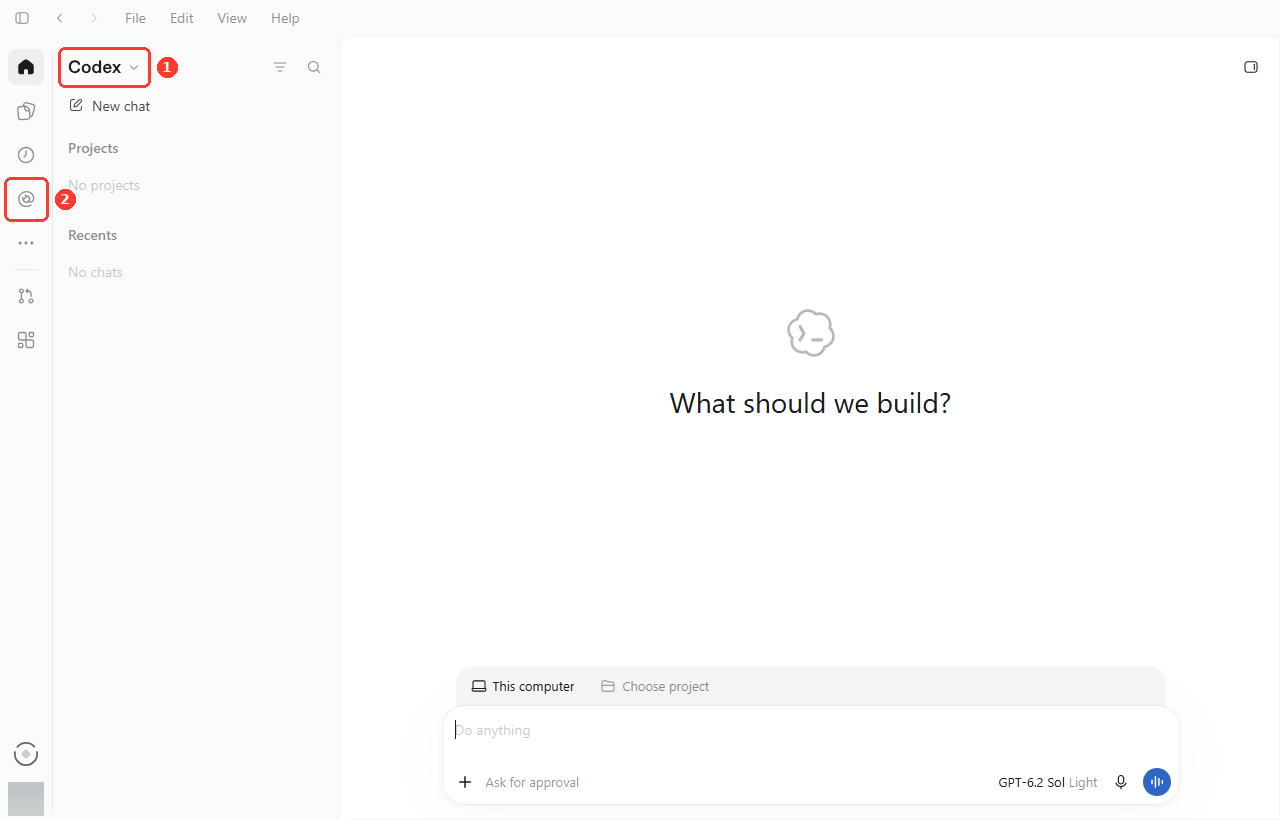 File Edit View Help
Codex 1
New chat
Projects
2 No projects
Recents
No chats
What should we build?
This computer Choose project
Do anything
Ask for approval GPT-6.2 Sol Light